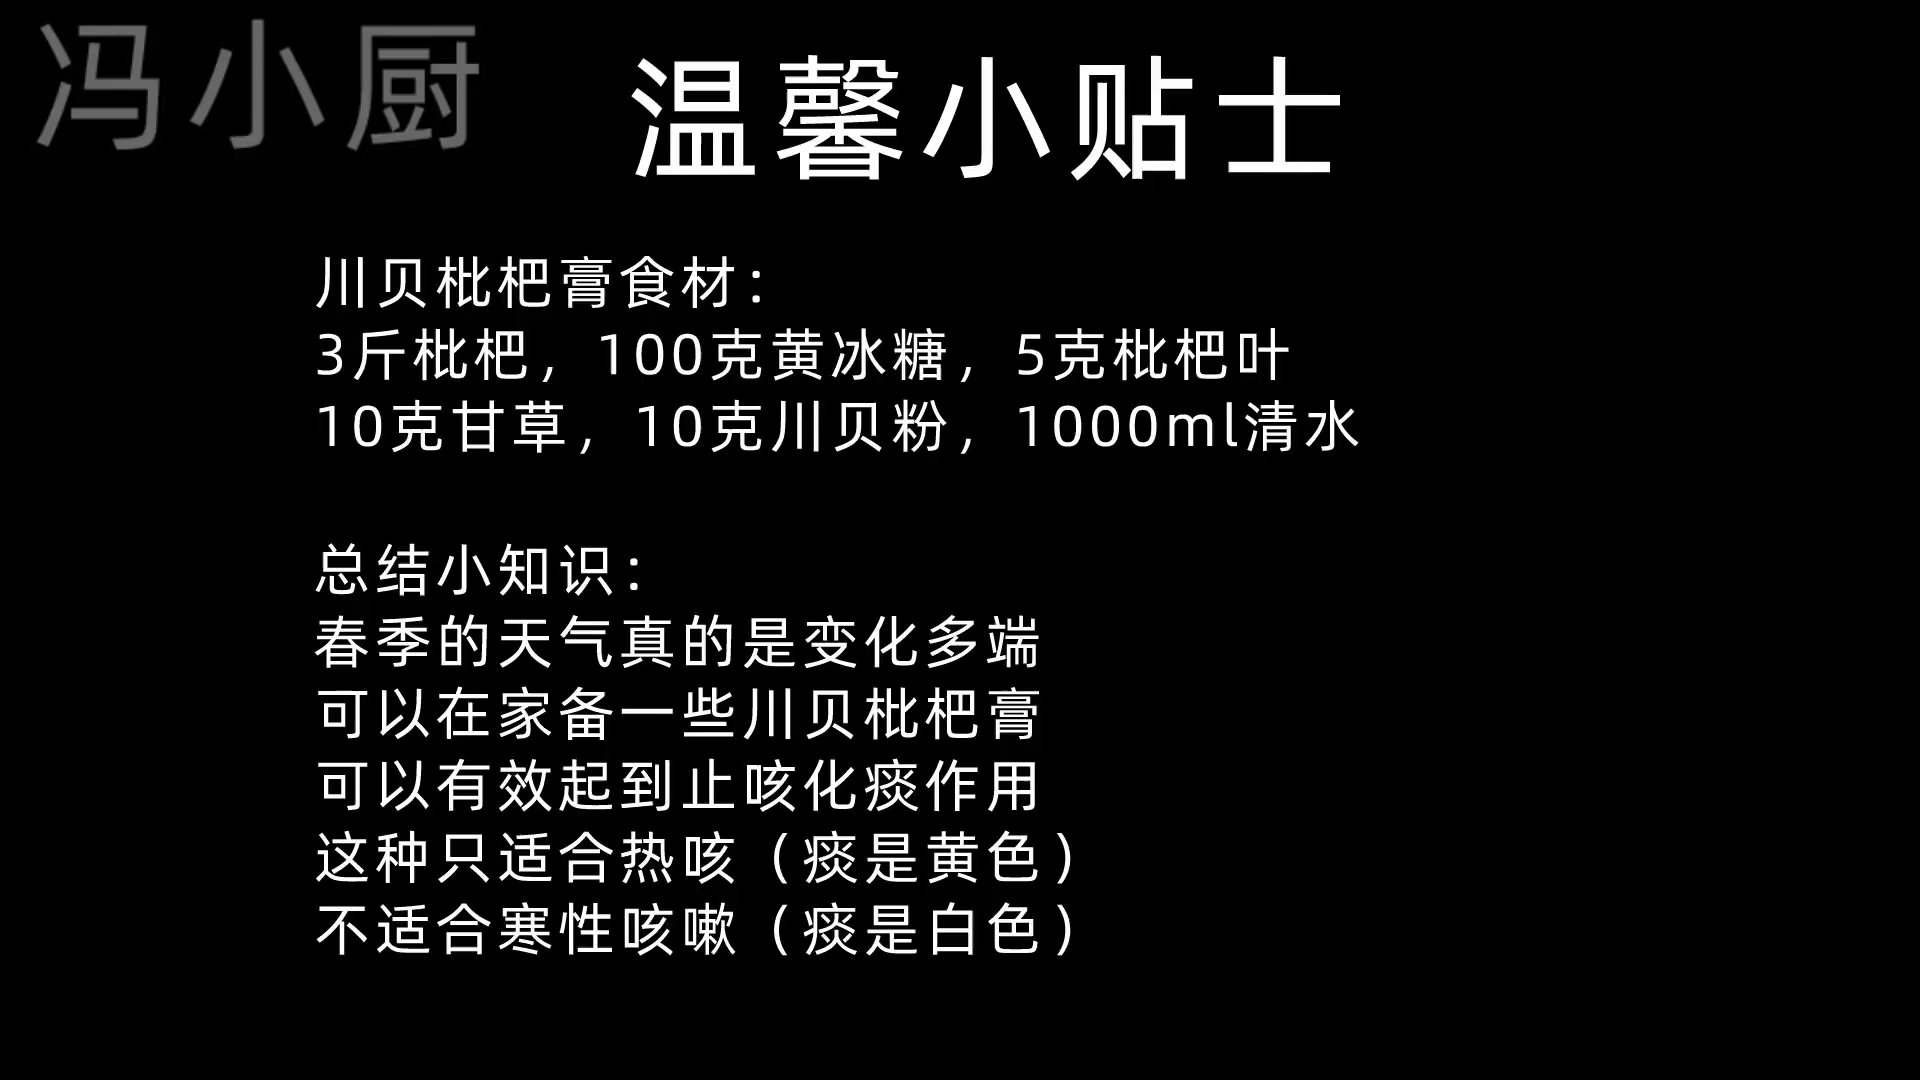 冯小厨
温馨小贴士
川贝枇杷膏食材：
3斤枇杷，100克黄冰糖，5克枇杷叶
10克甘草，10克川贝粉，1000ml清水
总结小知识：
春季的天气真的是变化多端
可以在家备一些川贝枇杷膏
可以有效起到止咳化痰作用
这种只适合热咳（痰是黄色）
不适合寒性咳嗽（痰是白色）